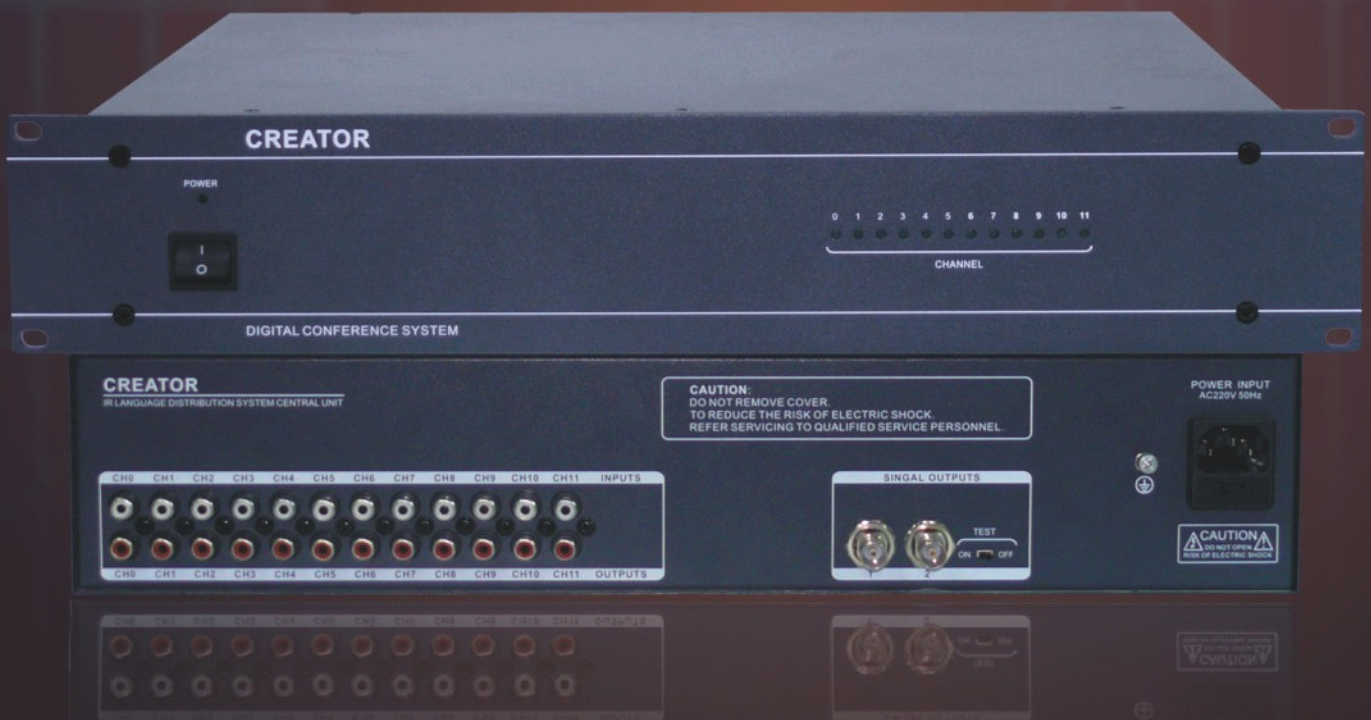 CREATOR
POWER
I
O
0 1 2 3 4 5 6 7 8 9 10 11
CHANNEL
DIGITAL CONFERENCE SYSTEM
CREATOR
IR LANGUAGE DISTRIBUTION SYSTEM CENTRAL UNIT
CAUTION:
DO NOT REMOVE COVER.
TO REDUCE THE RISK OF ELECTRIC SHOCK.
REFER SERVICING TO QUALIFIED SERVICE PERSONNEL.
POWER INPUT
AC220V 50Hz
CH0 CH1 CH2 CH3 CH4 CH5 CH6 CH7 CH8 CH9 CH10 CH11 INPUTS
CH0 CH1 CH2 CH3 CH4 CH5 CH6 CH7 CH8 CH9 CH10 CH11 OUTPUTS
SINGAL OUTPUTS
TEST
ON OFF
1 2
CAUTION
DO NOT OPEN
RISK OF ELECTRIC SHOCK